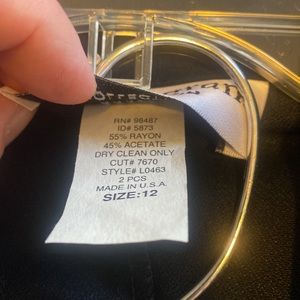 RN# 98487
ID# 5873
55% RAYON
45% ACETATE
DRY CLEAN ONLY
CUT# 7670
STYLE# L0463
2 PCS
MADE IN U.S.A.
SIZE: 12